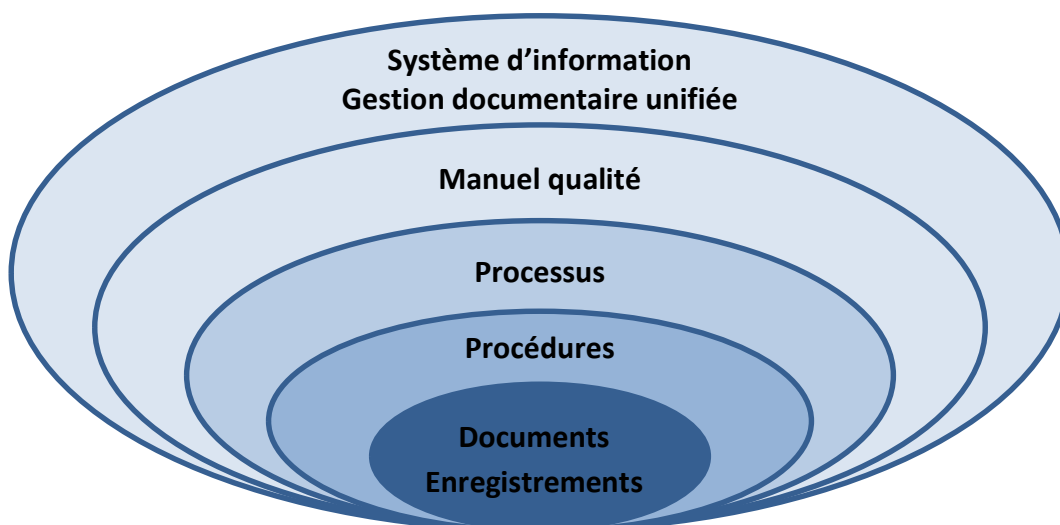 Système d’information
Gestion documentaire unifiée
Manuel qualité
Processus
Procédures
Documents
Enregistrements